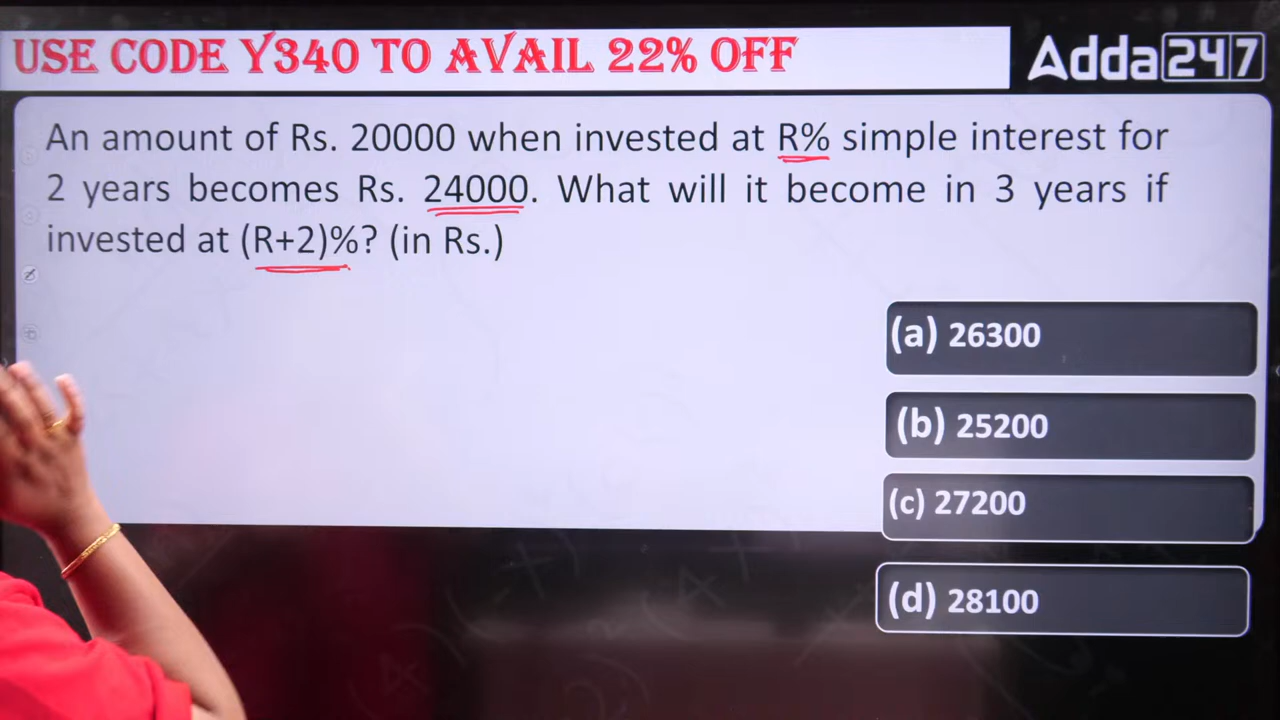 USE CODE Y340 TO AVAIL 22% OFF
Adda247
An amount of Rs. 20000 when invested at R% simple interest for
2 years becomes Rs. 24000. What will it become in 3 years if
invested at (R+2)%? (in Rs.)
(a) 26300
(b) 25200
(c) 27200
(d) 28100